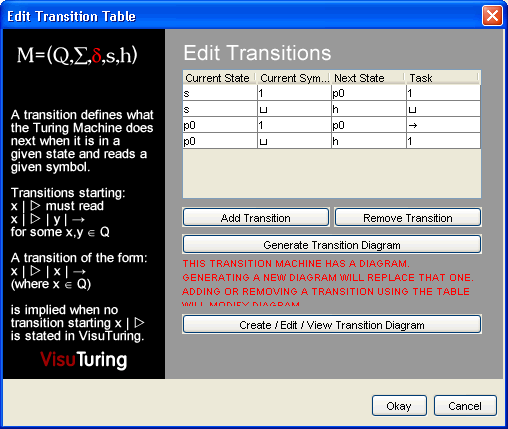 Edit Transition Table
M=(Q,Σ,δ,s,h)
A transition defines what
the Turing Machine does
next when it is in a
given state and reads a
given symbol.
Transitions starting:
x | ▷ must read
x | ▷ | y | →
for some x,y ∈ Q
A transition of the form:
x | ▷ | x | →
(where x ∈ Q)
is implied when no
transition starting x | ▷
is stated in VisuTuring.
VisuTuring
Edit Transitions
Current State Current Sym... Next State Task
s 1 p0 1
s ⊔ h ⊔
p0 1 p0 →
p0 ⊔ h 1
Add Transition Remove Transition
Generate Transition Diagram
THIS TRANSITION MACHINE HAS A DIAGRAM.
GENERATING A NEW DIAGRAM WILL REPLACE THAT ONE.
ADDING OR REMOVING A TRANSITION USING THE TABLE
WILL MODIFY DIAGRAM
Create / Edit / View Transition Diagram
Okay Cancel